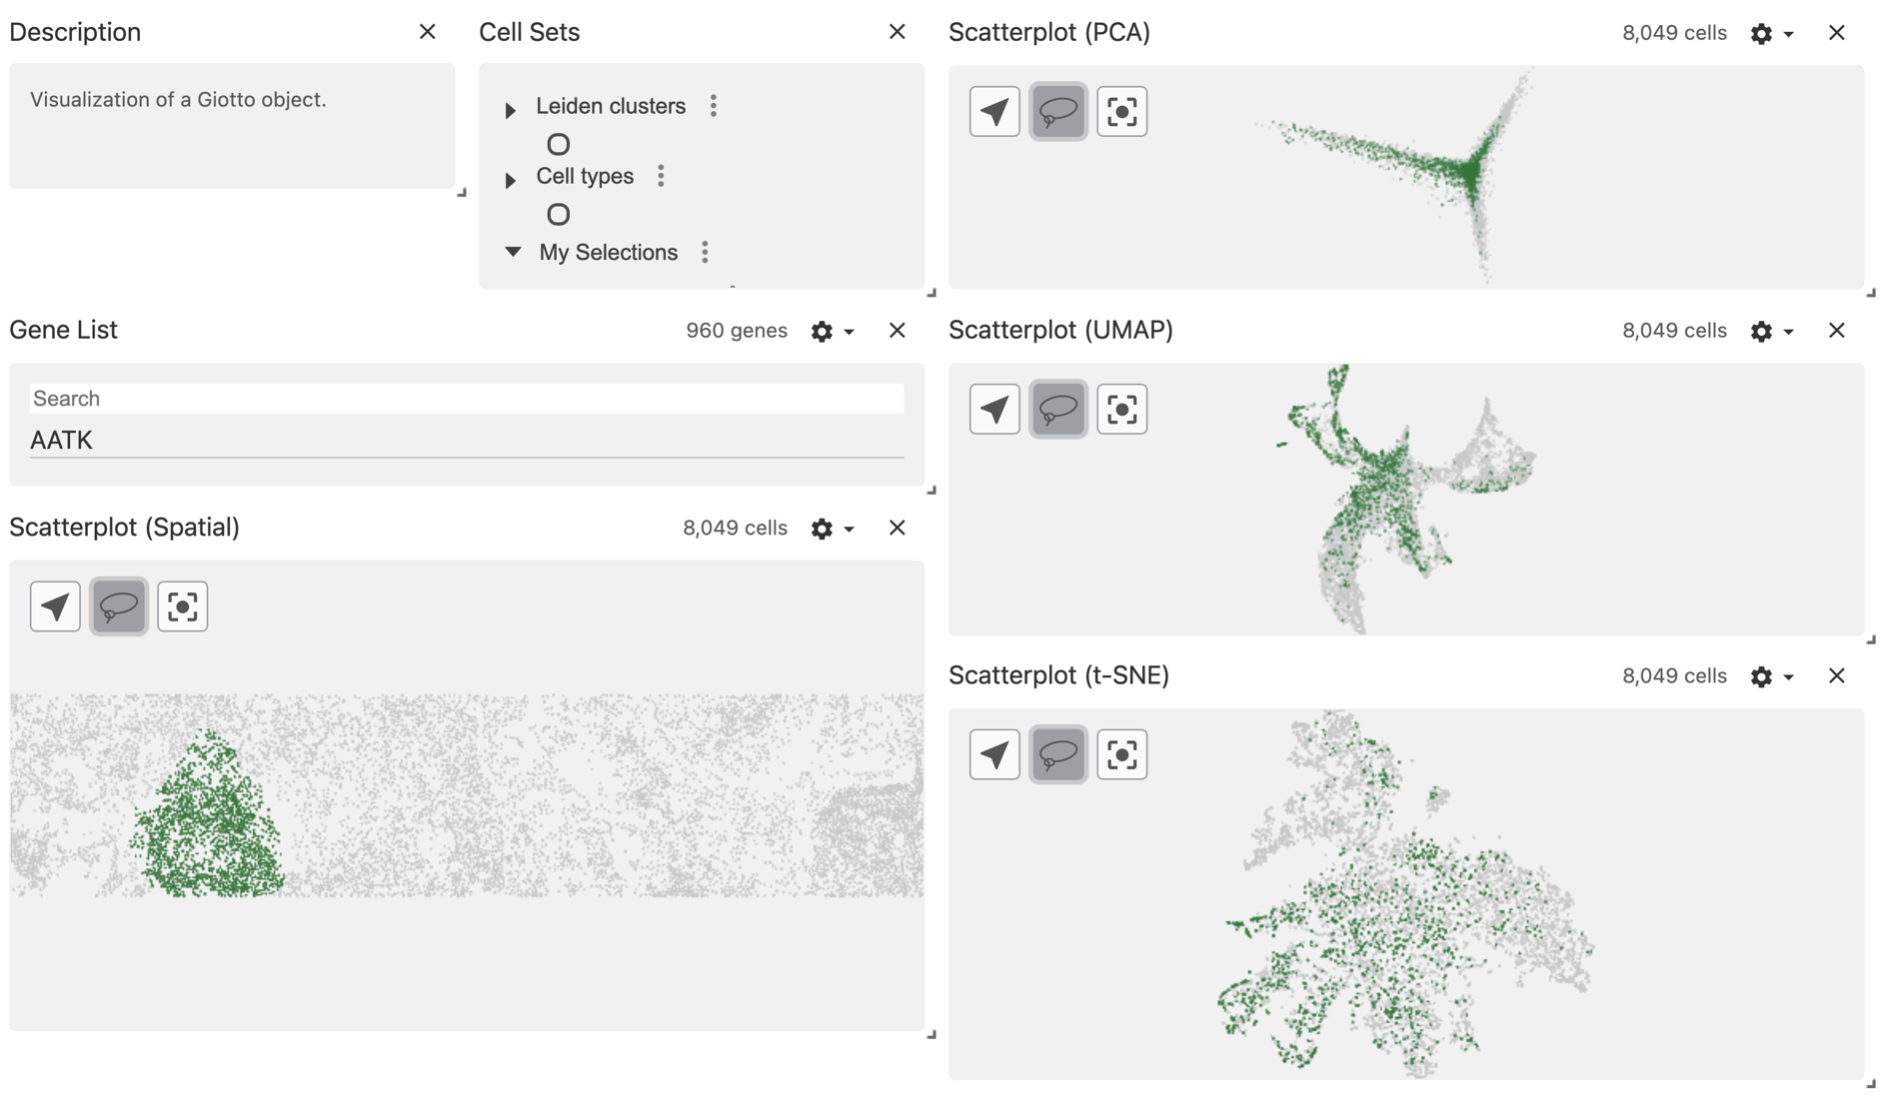 Description
Visualization of a Giotto object.
Cell Sets
Leiden clusters
Cell types
My Selections
Gene List
960 genes
Search
AATK
Scatterplot (Spatial)
8,049 cells
Scatterplot (PCA)
8,049 cells
Scatterplot (UMAP)
8,049 cells
Scatterplot (t-SNE)
8,049 cells